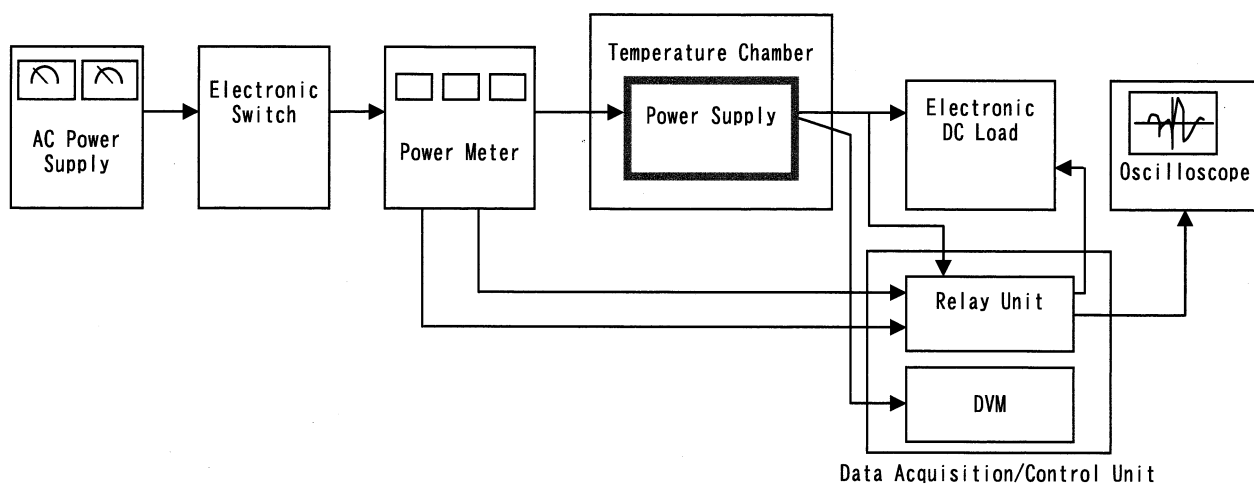 AC Power
Supply
Electronic
Switch
Power Meter
Temperature Chamber
Power Supply
Electronic
DC Load
Oscilloscope
Relay Unit
DVM
Data Acquisition/Control Unit